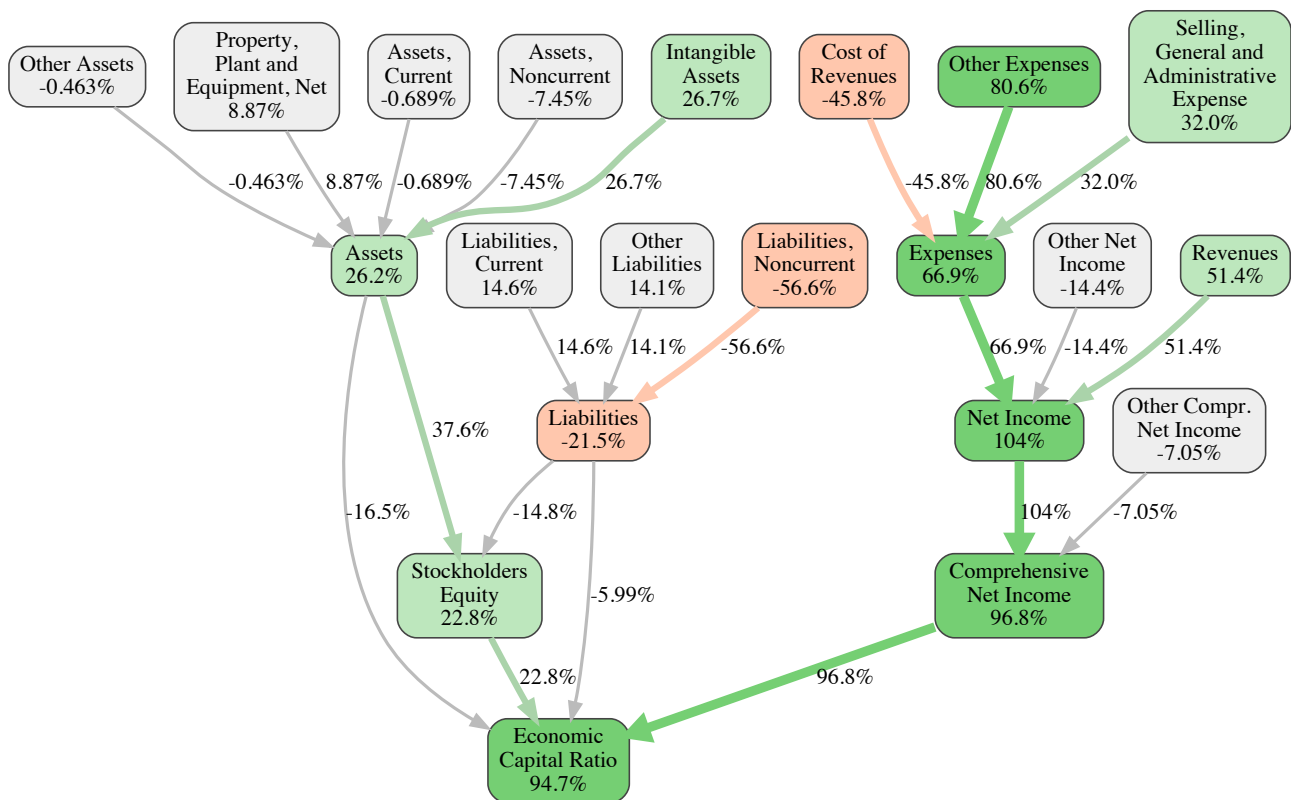 Other Assets
-0.463%
Property,
Plant and
Equipment, Net
8.87%
Assets,
Current
-0.689%
Assets,
Noncurrent
-7.45%
Intangible
Assets
26.7%
Cost of
Revenues
-45.8%
Other Expenses
80.6%
Selling,
General and
Administrative
Expense
32.0%
-0.463%
8.87%
-0.689%
-7.45%
26.7%
-45.8%
80.6%
32.0%
Assets
26.2%
Liabilities,
Current
14.6%
Other
Liabilities
14.1%
Liabilities,
Noncurrent
-56.6%
Expenses
66.9%
Other Net
Income
-14.4%
Revenues
51.4%
14.6%
14.1%
-56.6%
66.9%
-14.4%
51.4%
37.6%
Liabilities
-21.5%
Net Income
104%
Other Compr.
Net Income
-7.05%
-16.5%
-14.8%
104%
-7.05%
Stockholders
Equity
22.8%
-5.99%
Comprehensive
Net Income
96.8%
22.8%
96.8%
Economic
Capital Ratio
94.7%